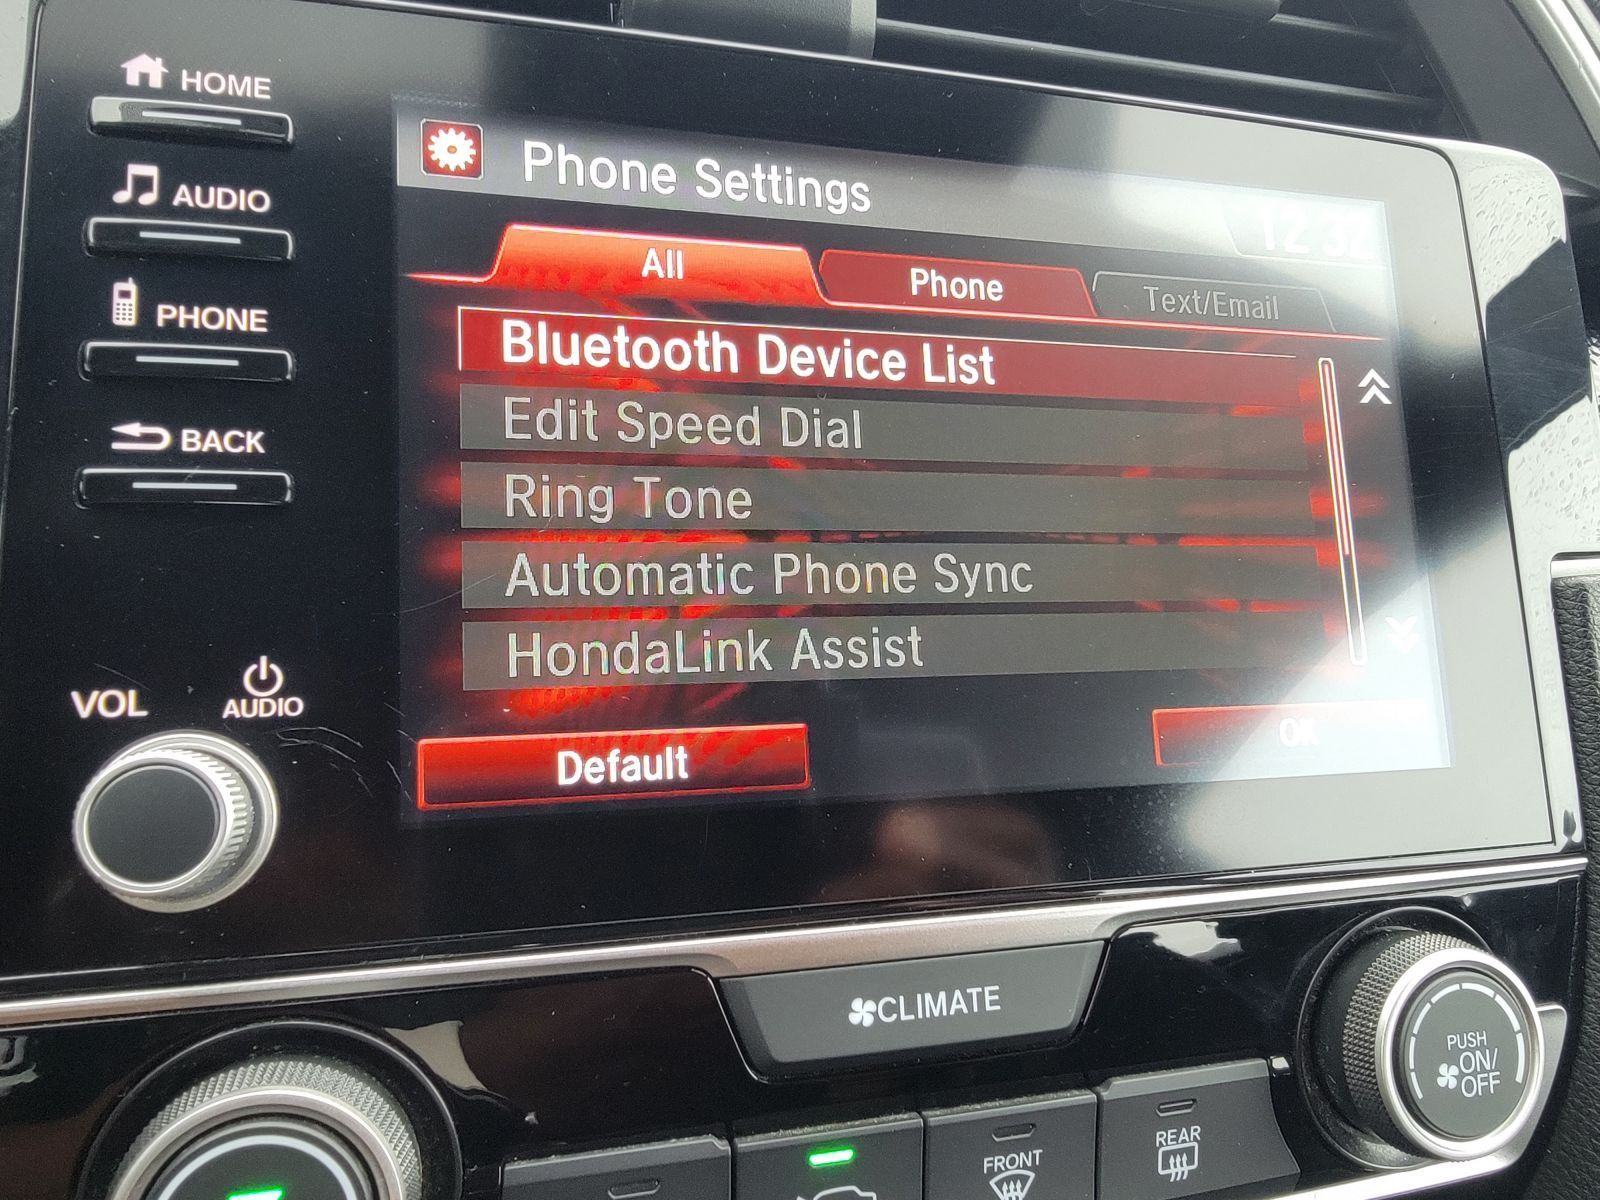 HOME
AUDIO
PHONE
BACK
VOL
AUDIO
Phone Settings
12:32
All
Phone
Text/Email
Bluetooth Device List
Edit Speed Dial
Ring Tone
Automatic Phone Sync
HondaLink Assist
Default
OK
CLIMATE
PUSH
ON/
OFF
FRONT
REAR